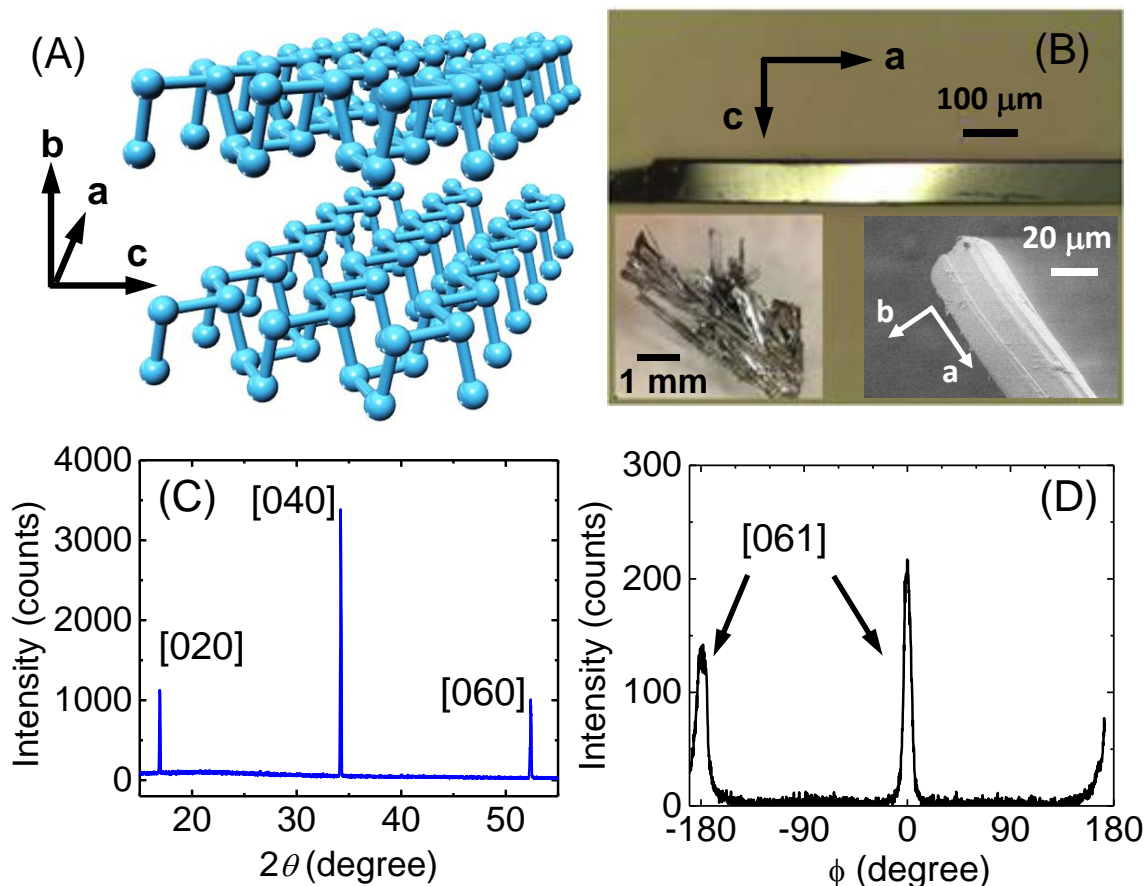 (A)
b
a
c
(B)
a
c
100 μm
1 mm
20 μm
b
a
(C)
4000
3000
2000
1000
0
Intensity (counts)
[020]
[040]
[060]
20 30 40 50
2θ (degree)
(D)
300
200
100
0
Intensity (counts)
[061]
-180 -90 0 90 180
ϕ (degree)